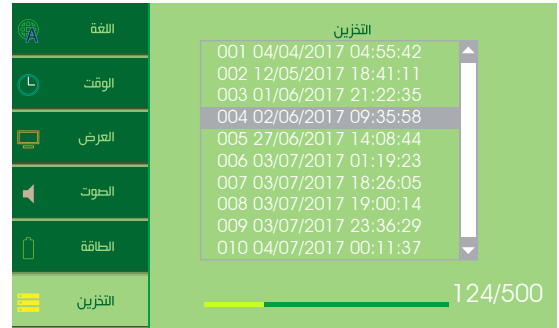 اللغة
الوقت
العرض
الصوت
الطاقة
التخزين
التخزين
001 04/04/2017 04:55:42
002 12/05/2017 18:41:11
003 01/06/2017 21:22:35
004 02/06/2017 09:35:58
005 27/06/2017 14:08:44
006 03/07/2017 01:19:23
007 03/07/2017 18:26:05
008 03/07/2017 19:00:14
009 03/07/2017 23:36:29
010 04/07/2017 00:11:37
124/500